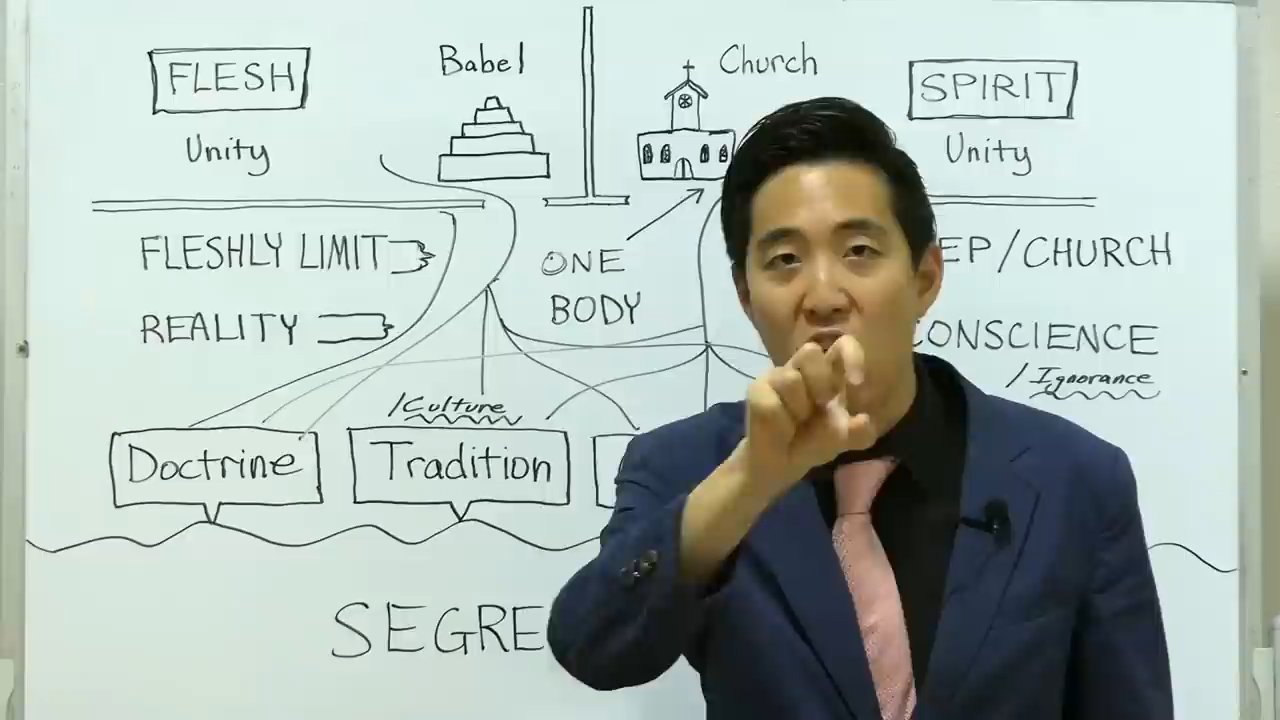 FLESH
Unity
Babel
Church
SPIRIT
Unity
FLESHLY LIMIT
REALITY
ONE
BODY
EP/CHURCH
CONSCIENCE
/Ignorance
/Culture
Doctrine
Tradition
SEGRE